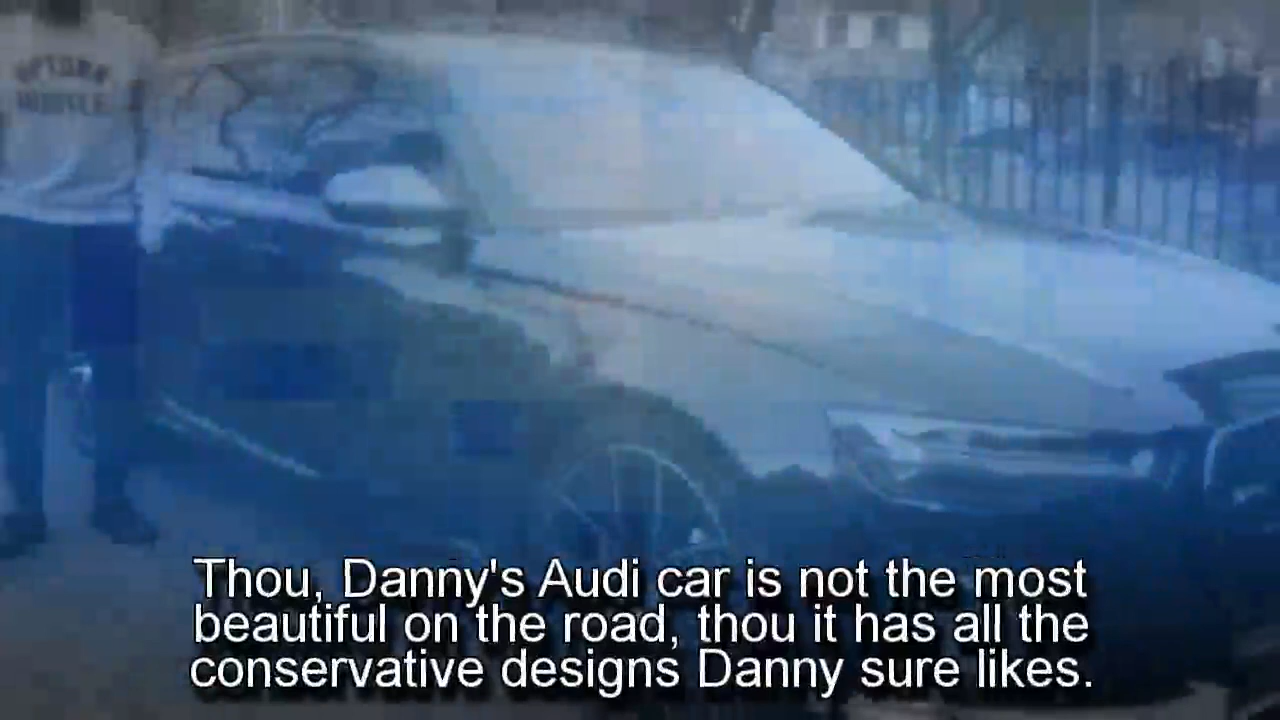 Thou, Danny's Audi car is not the most
beautiful on the road, thou it has all the
conservative designs Danny sure likes.